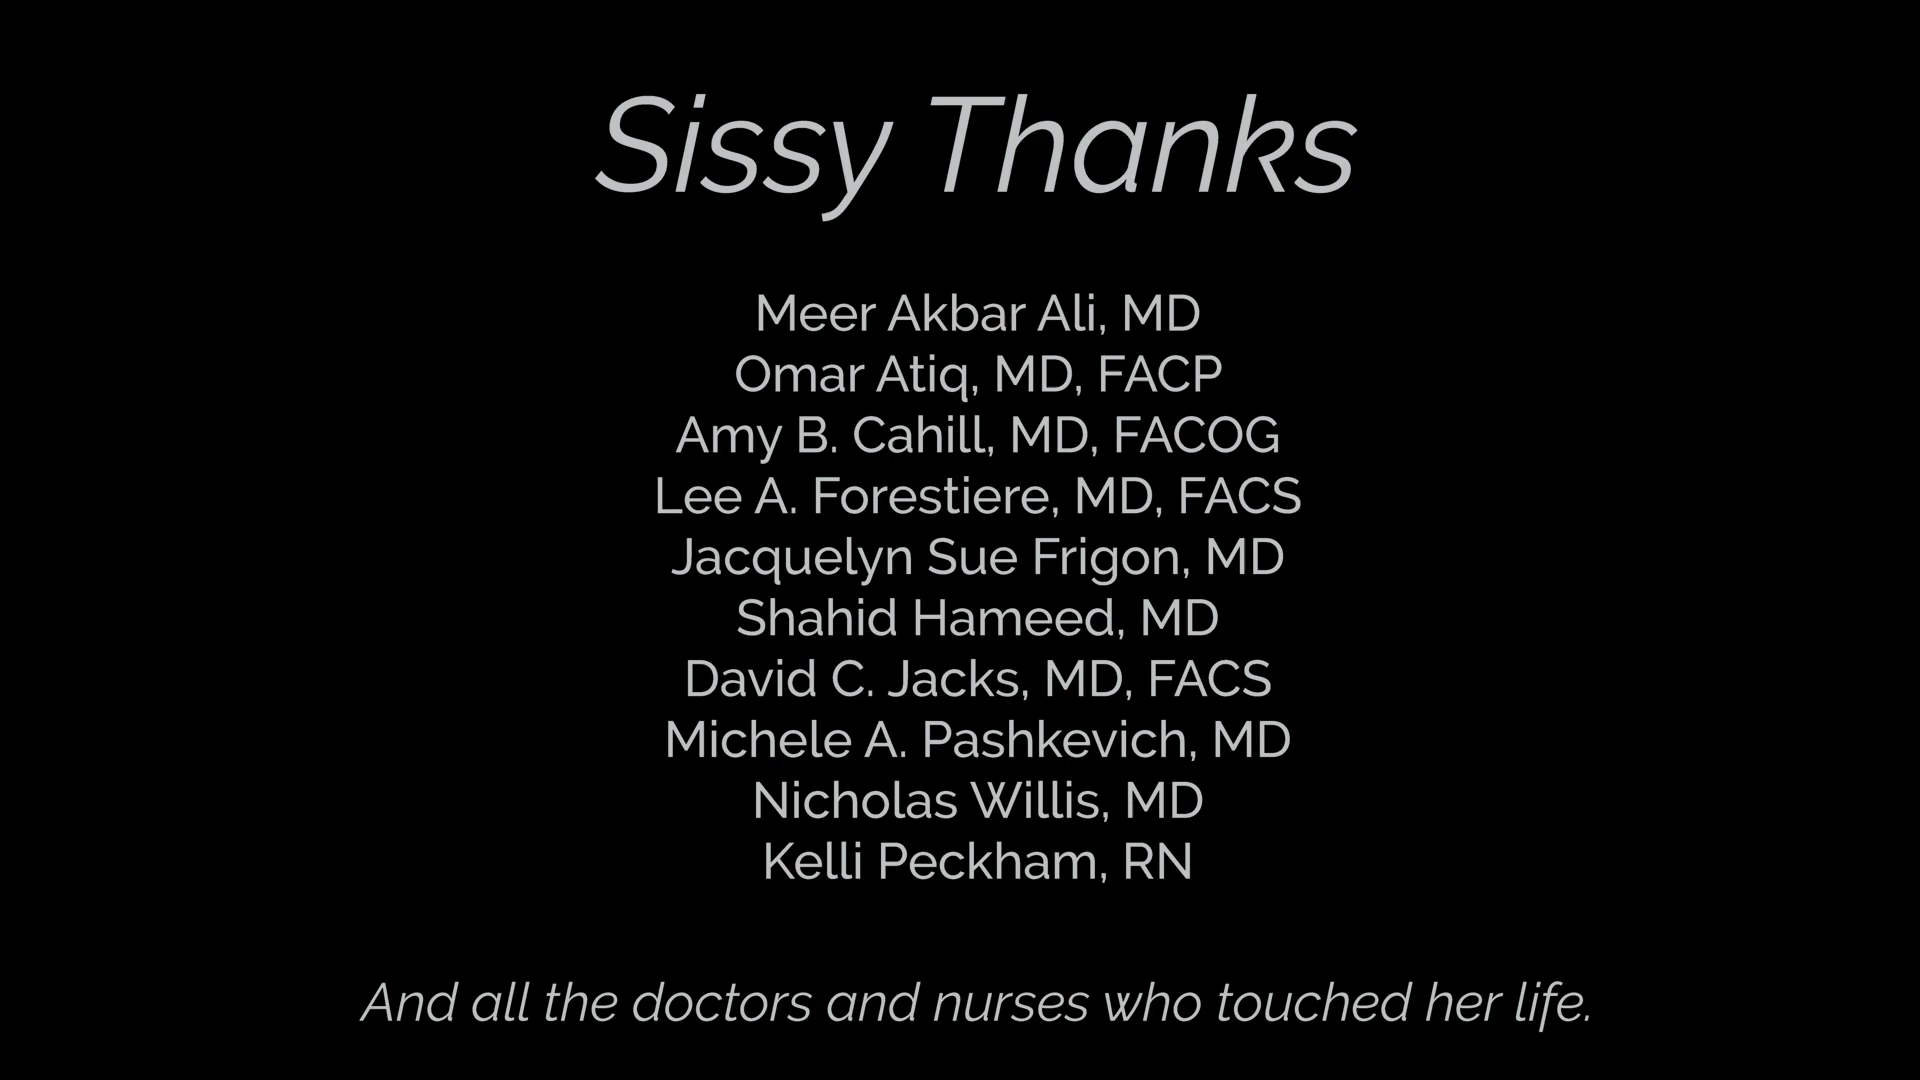 Sissy Thanks
Meer Akbar Ali, MD
Omar Atiq, MD, FACP
Amy B. Cahill, MD, FACOG
Lee A. Forestiere, MD, FACS
Jacquelyn Sue Frigon, MD
Shahid Hameed, MD
David C. Jacks, MD, FACS
Michele A. Pashkevich, MD
Nicholas Willis, MD
Kelli Peckham, RN
And all the doctors and nurses who touched her life.